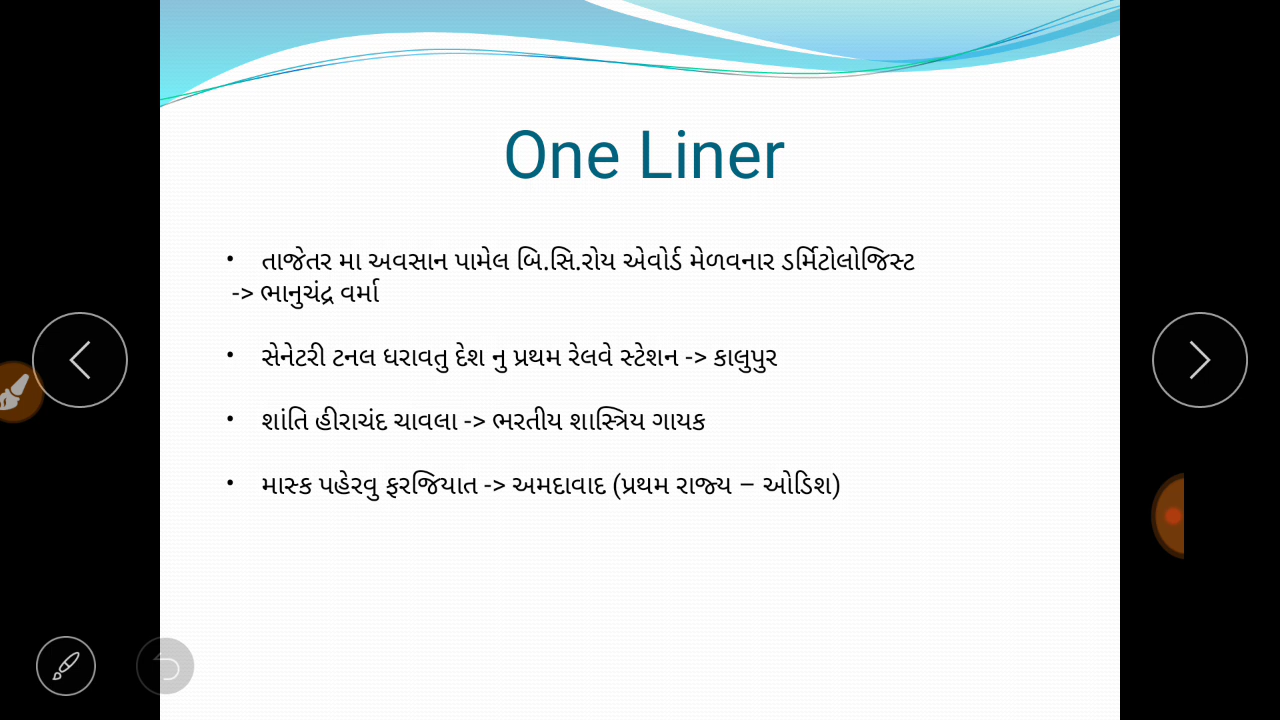 One Liner
• તાજેતર મા અવસાન પામેલ બિ.સિ.રોય એવોર્ડ મેળવનાર ડર્મિટોલોજિસ્ટ
-> ભાનુચંદ્ર વર્મા
• સેનેટરી ટનલ ધરાવતુ દેશ નુ પ્રથમ રેલવે સ્ટેશન -> કાલુપુર
• શાંતિ હીરાચંદ ચાવલા -> ભરતીય શાસ્ત્રિય ગાયક
• માસ્ક પહેરવુ ફરજિયાત -> અમદાવાદ (પ્રથમ રાજ્ય – ઓડિશ)